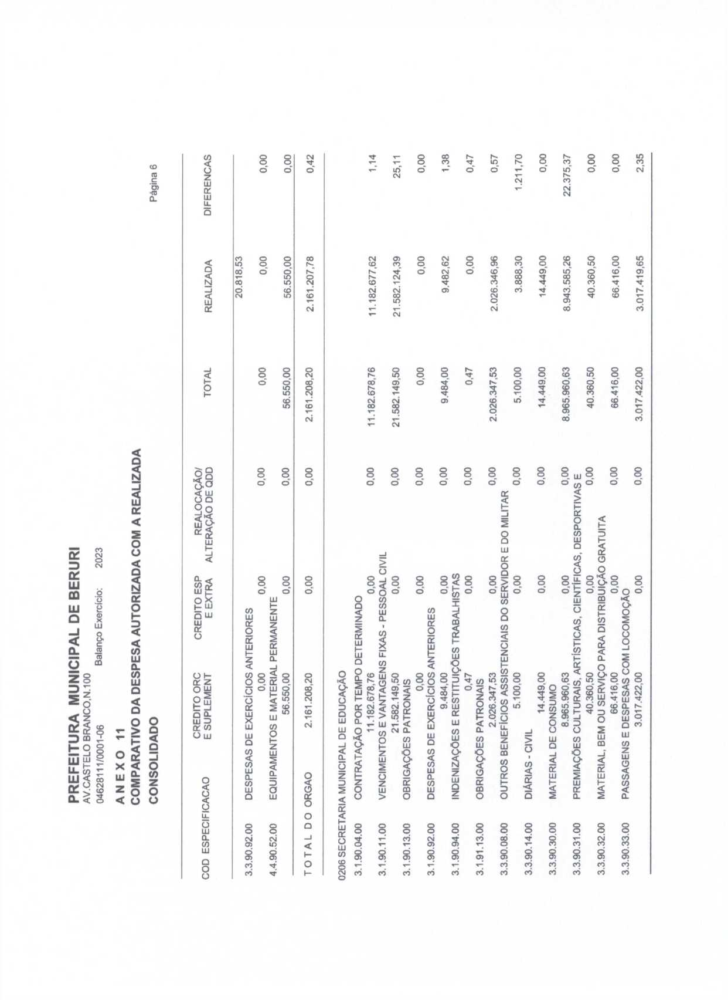 PREFEITURA MUNICIPAL DE BERURI
AV.CASTELO BRANCO,N.100
04628111/0001-06 Balanço Exercício: 2023
A N E X O 11
COMPARATIVO DA DESPESA AUTORIZADA COM A REALIZADA
CONSOLIDADO Página 6
CREDITO ORC CREDITO ESP REALOCAÇÃO/
COD ESPECIFICACAO E SUPLEMENT E EXTRA ALTERAÇÃO DE QDD TOTAL REALIZADA DIFERENCAS
20.818,53
3.3.90.92.00 DESPESAS DE EXERCÍCIOS ANTERIORES
0,00 0,00 0,00 0,00 0,00 0,00
4.4.90.52.00 EQUIPAMENTOS E MATERIAL PERMANENTE
56.550,00 0,00 0,00 56.550,00 56.550,00 0,00
T O T A L D O ORGAO 2.161.208,20 0,00 0,00 2.161.208,20 2.161.207,78 0,42
0206 SECRETARIA MUNICIPAL DE EDUCAÇÃO
3.1.90.04.00 CONTRATAÇÃO POR TEMPO DETERMINADO
11.182.678,76 0,00 0,00 11.182.678,76 11.182.677,62 1,14
3.1.90.11.00 VENCIMENTOS E VANTAGENS FIXAS - PESSOAL CIVIL
21.582.149,50 0,00 0,00 21.582.149,50 21.582.124,39 25,11
3.1.90.13.00 OBRIGAÇÕES PATRONAIS
0,00 0,00 0,00 0,00 0,00 0,00
3.1.90.92.00 DESPESAS DE EXERCÍCIOS ANTERIORES
9.484,00 0,00 0,00 9.484,00 9.482,62 1,38
3.1.90.94.00 INDENIZAÇÕES E RESTITUIÇÕES TRABALHISTAS
0,47 0,00 0,00 0,47 0,00 0,47
3.1.91.13.00 OBRIGAÇÕES PATRONAIS
2.026.347,53 0,00 0,00 2.026.347,53 2.026.346,96 0,57
3.3.90.08.00 OUTROS BENEFÍCIOS ASSISTENCIAIS DO SERVIDOR E DO MILITAR
5.100,00 0,00 0,00 5.100,00 3.888,30 1.211,70
3.3.90.14.00 DIÁRIAS - CIVIL
14.449,00 0,00 0,00 14.449,00 14.449,00 0,00
3.3.90.30.00 MATERIAL DE CONSUMO
8.965.960,63 0,00 0,00 8.965.960,63 8.943.585,26 22.375,37
3.3.90.31.00 PREMIAÇÕES CULTURAIS, ARTÍSTICAS, CIENTÍFICAS, DESPORTIVAS E
40.360,50 0,00 0,00 40.360,50 40.360,50 0,00
3.3.90.32.00 MATERIAL, BEM OU SERVIÇO PARA DISTRIBUIÇÃO GRATUITA
66.416,00 0,00 0,00 66.416,00 66.416,00 0,00
3.3.90.33.00 PASSAGENS E DESPESAS COM LOCOMOÇÃO
3.017.422,00 0,00 0,00 3.017.422,00 3.017.419,65 2,35